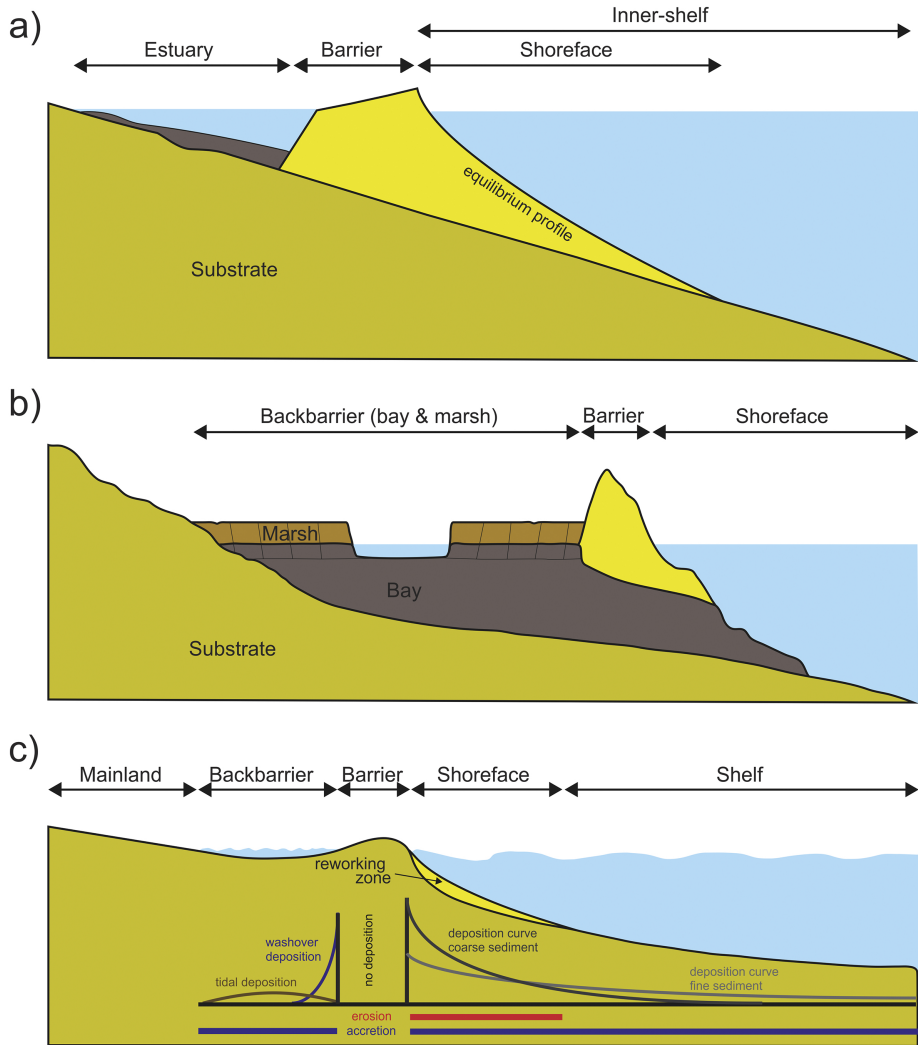 a)
Inner-shelf
Estuary
Barrier
Shoreface
equilibrium profile
Substrate
b)
Backbarrier (bay & marsh)
Barrier
Shoreface
Marsh
Bay
Substrate
c)
Mainland
Backbarrier
Barrier
Shoreface
Shelf
reworking
zone
washover
deposition
no deposition
deposition curve
coarse sediment
tidal deposition
deposition curve
fine sediment
erosion
accretion